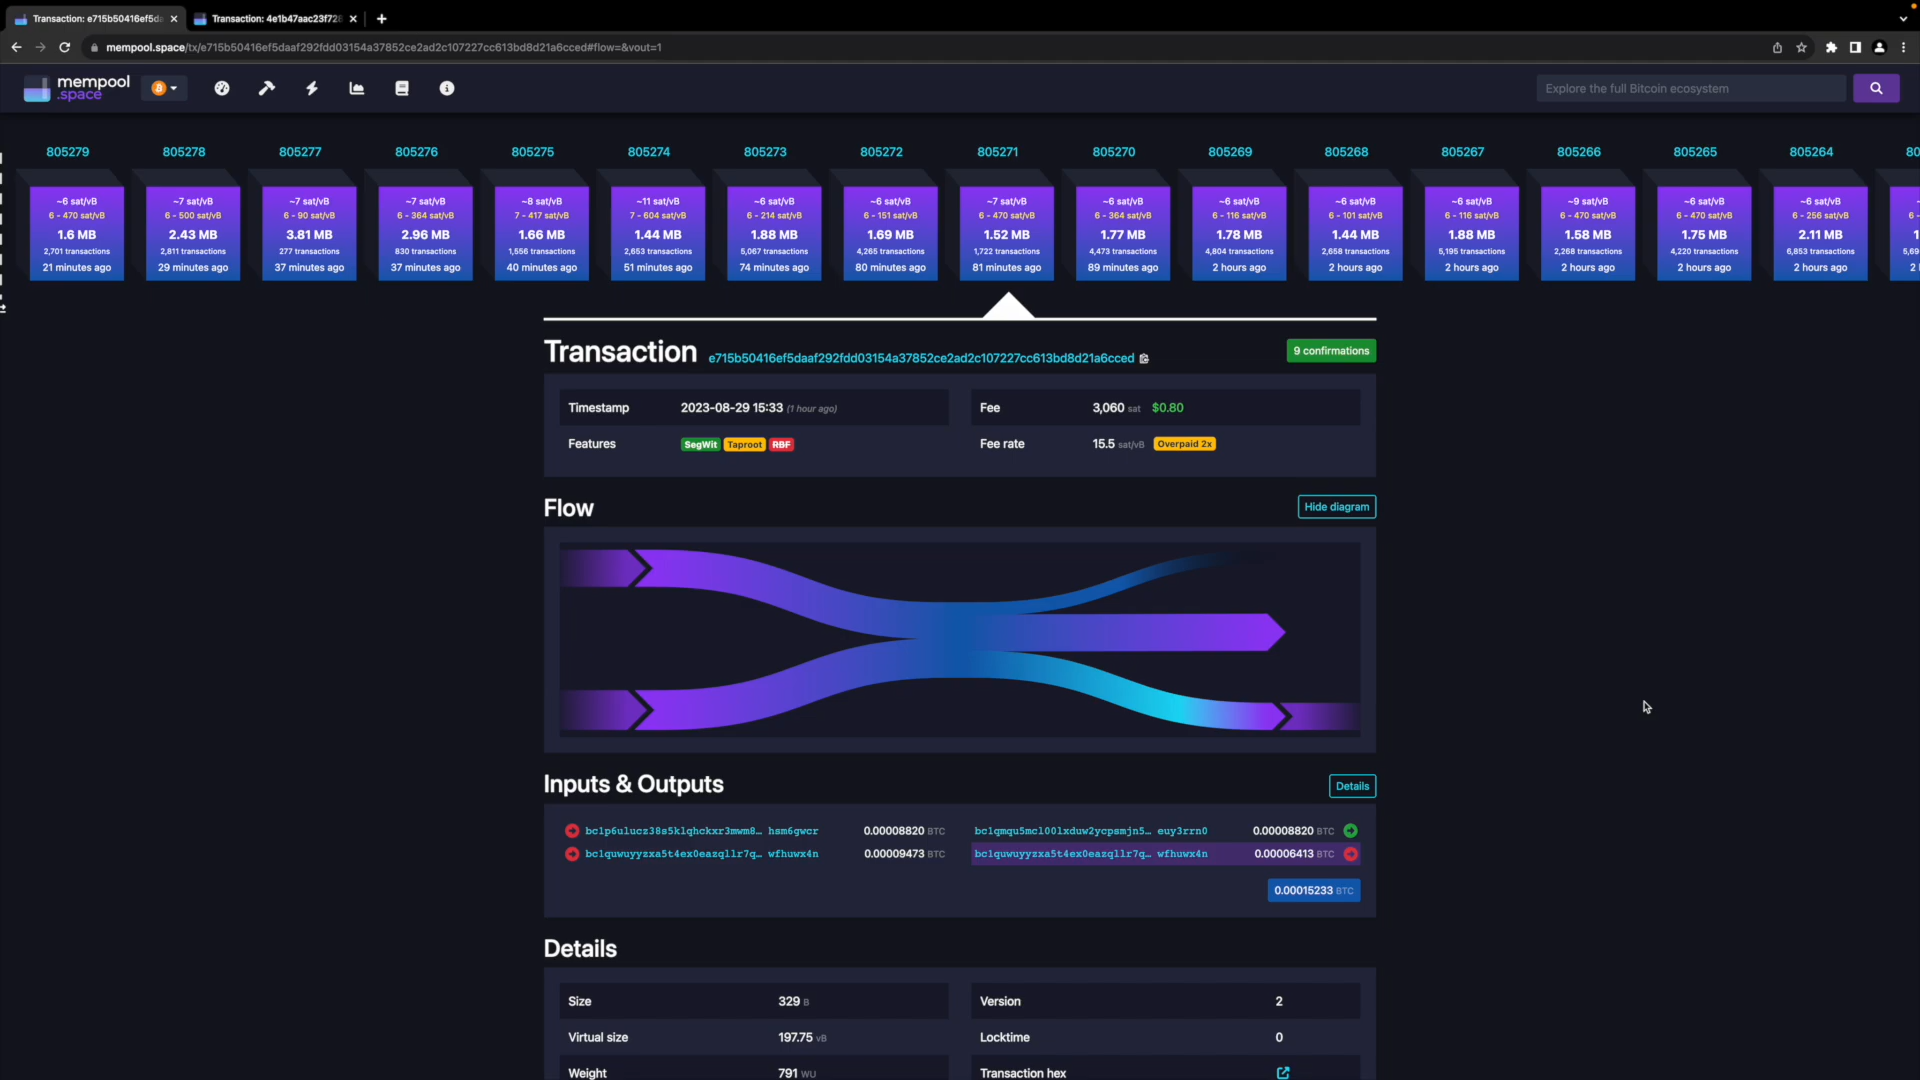 Transaction: e715b50416ef5da
Transaction: 4e1b47aac23f728
mempool.space/tx/e715b50416ef5daaf292fdd03154a37852ce2ad2c107227cc613bd8d21a6cced#flow=&vout=1
mempool
.space
Explore the full Bitcoin ecosystem
805279 805278 805277 805276 805275 805274 805273 805272 805271 805270 805269 805268 805267 805266 805265 805264 80
~6 sat/vB ~7 sat/vB ~7 sat/vB ~7 sat/vB ~8 sat/vB ~11 sat/vB ~6 sat/vB ~6 sat/vB ~7 sat/vB ~6 sat/vB ~6 sat/vB ~6 sat/vB ~6 sat/vB ~9 sat/vB ~6 sat/vB ~6 sat/vB
6 - 470 sat/vB 6 - 500 sat/vB 6 - 90 sat/vB 6 - 364 sat/vB 7 - 417 sat/vB 7 - 604 sat/vB 6 - 214 sat/vB 6 - 151 sat/vB 6 - 470 sat/vB 6 - 364 sat/vB 6 - 116 sat/vB 6 - 101 sat/vB 6 - 116 sat/vB 6 - 470 sat/vB 6 - 470 sat/vB 6 - 256 sat/vB 6 -
1.6 MB 2.43 MB 3.81 MB 2.96 MB 1.66 MB 1.44 MB 1.88 MB 1.69 MB 1.52 MB 1.77 MB 1.78 MB 1.44 MB 1.88 MB 1.58 MB 1.75 MB 2.11 MB
2,701 transactions 2,811 transactions 277 transactions 830 transactions 1,556 transactions 2,653 transactions 5,067 transactions 4,265 transactions 1,722 transactions 4,473 transactions 4,804 transactions 2,658 transactions 5,195 transactions 2,268 transactions 4,220 transactions 6,853 transactions 5,69
21 minutes ago 29 minutes ago 37 minutes ago 37 minutes ago 40 minutes ago 51 minutes ago 74 minutes ago 80 minutes ago 81 minutes ago 89 minutes ago 2 hours ago 2 hours ago 2 hours ago 2 hours ago 2 hours ago 2 hours ago 2
Transaction e715b50416ef5daaf292fdd03154a37852ce2ad2c107227cc613bd8d21a6cced 9 confirmations
Timestamp 2023-08-29 15:33 (1 hour ago) Fee 3,060 sat $0.80
Features SegWit Taproot RBF Fee rate 15.5 sat/vB Overpaid 2x
Flow Hide diagram
Inputs & Outputs Details
bc1p6ulucz38s5klqhckxr3mwm8… hsm6gwcr 0.00008820 BTC bc1qmqu5mcl00lxduw2ycpsmjn5… euy3rrn0 0.00008820 BTC
bc1quwuyyzxa5t4ex0eazqllr7q… wfhuwx4n 0.00009473 BTC bc1quwuyyzxa5t4ex0eazqllr7q… wfhuwx4n 0.00006413 BTC
0.00015233 BTC
Details
Size 329 B Version 2
Virtual size 197.75 vB Locktime 0
Weight 791 WU Transaction hex